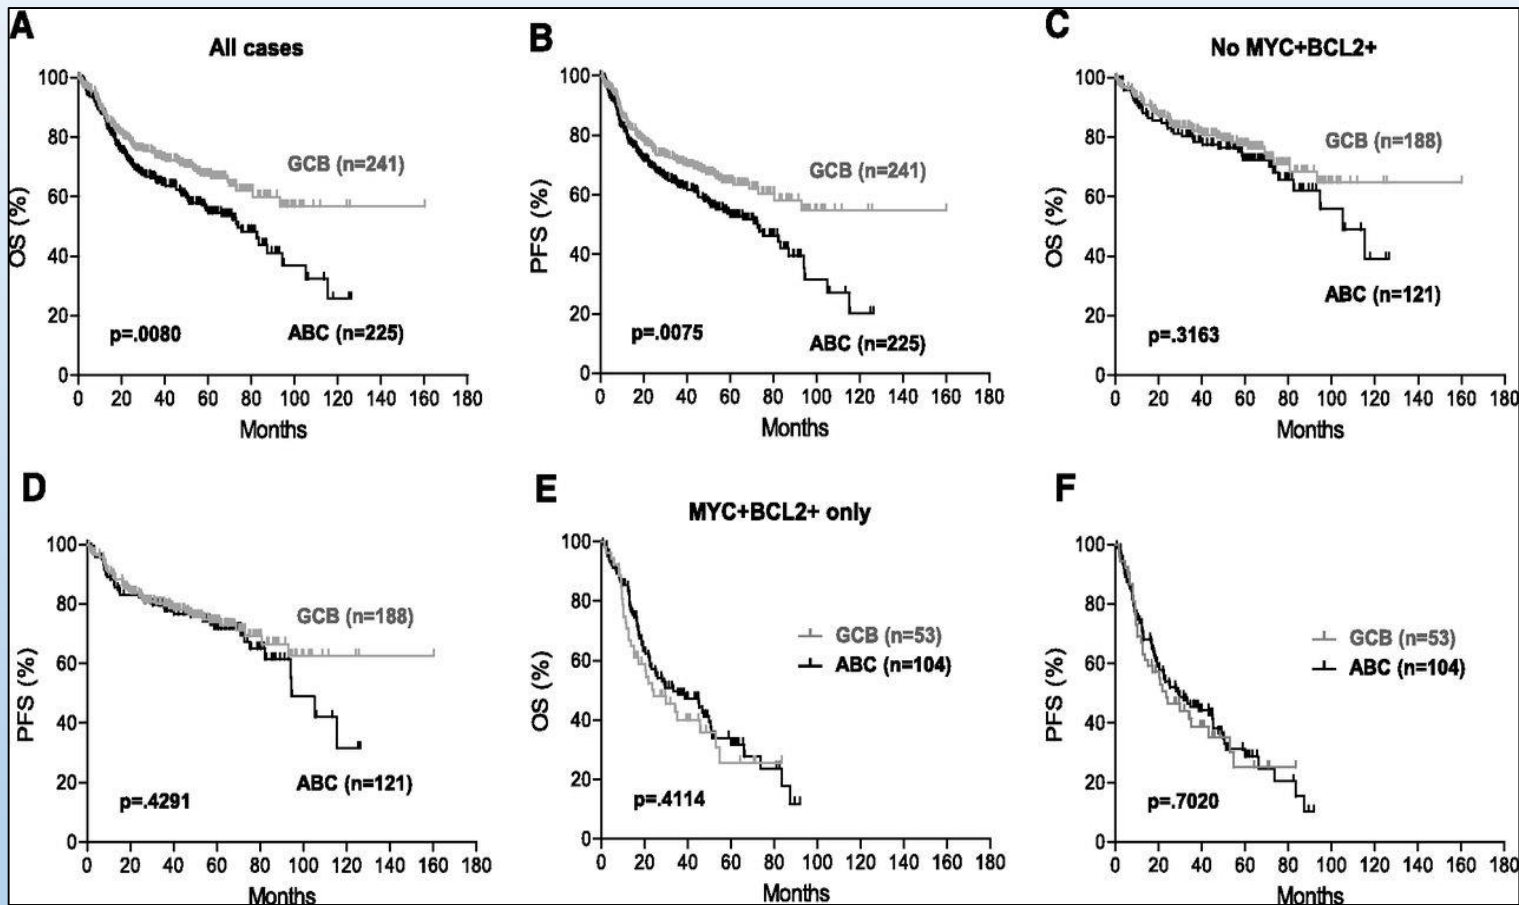 A
All cases
100
80
60
40
20
0
OS (%)
GCB (n=241)
p=.0080
ABC (n=225)
0 20 40 60 80 100 120 140 160 180
Months
B
100
80
60
40
20
0
PFS (%)
GCB (n=241)
p=.0075
ABC (n=225)
0 20 40 60 80 100 120 140 160 180
Months
C
No MYC+BCL2+
100
80
60
40
20
0
OS (%)
GCB (n=188)
ABC (n=121)
p=.3163
0 20 40 60 80 100 120 140 160 180
Months
D
100
80
60
40
20
0
PFS (%)
GCB (n=188)
ABC (n=121)
p=.4291
0 20 40 60 80 100 120 140 160 180
Months
E
MYC+BCL2+ only
100
80
60
40
20
0
OS (%)
GCB (n=53)
ABC (n=104)
p=.4114
0 20 40 60 80 100 120 140 160 180
Months
F
100
80
60
40
20
0
PFS (%)
GCB (n=53)
ABC (n=104)
p=.7020
0 20 40 60 80 100 120 140 160 180
Months